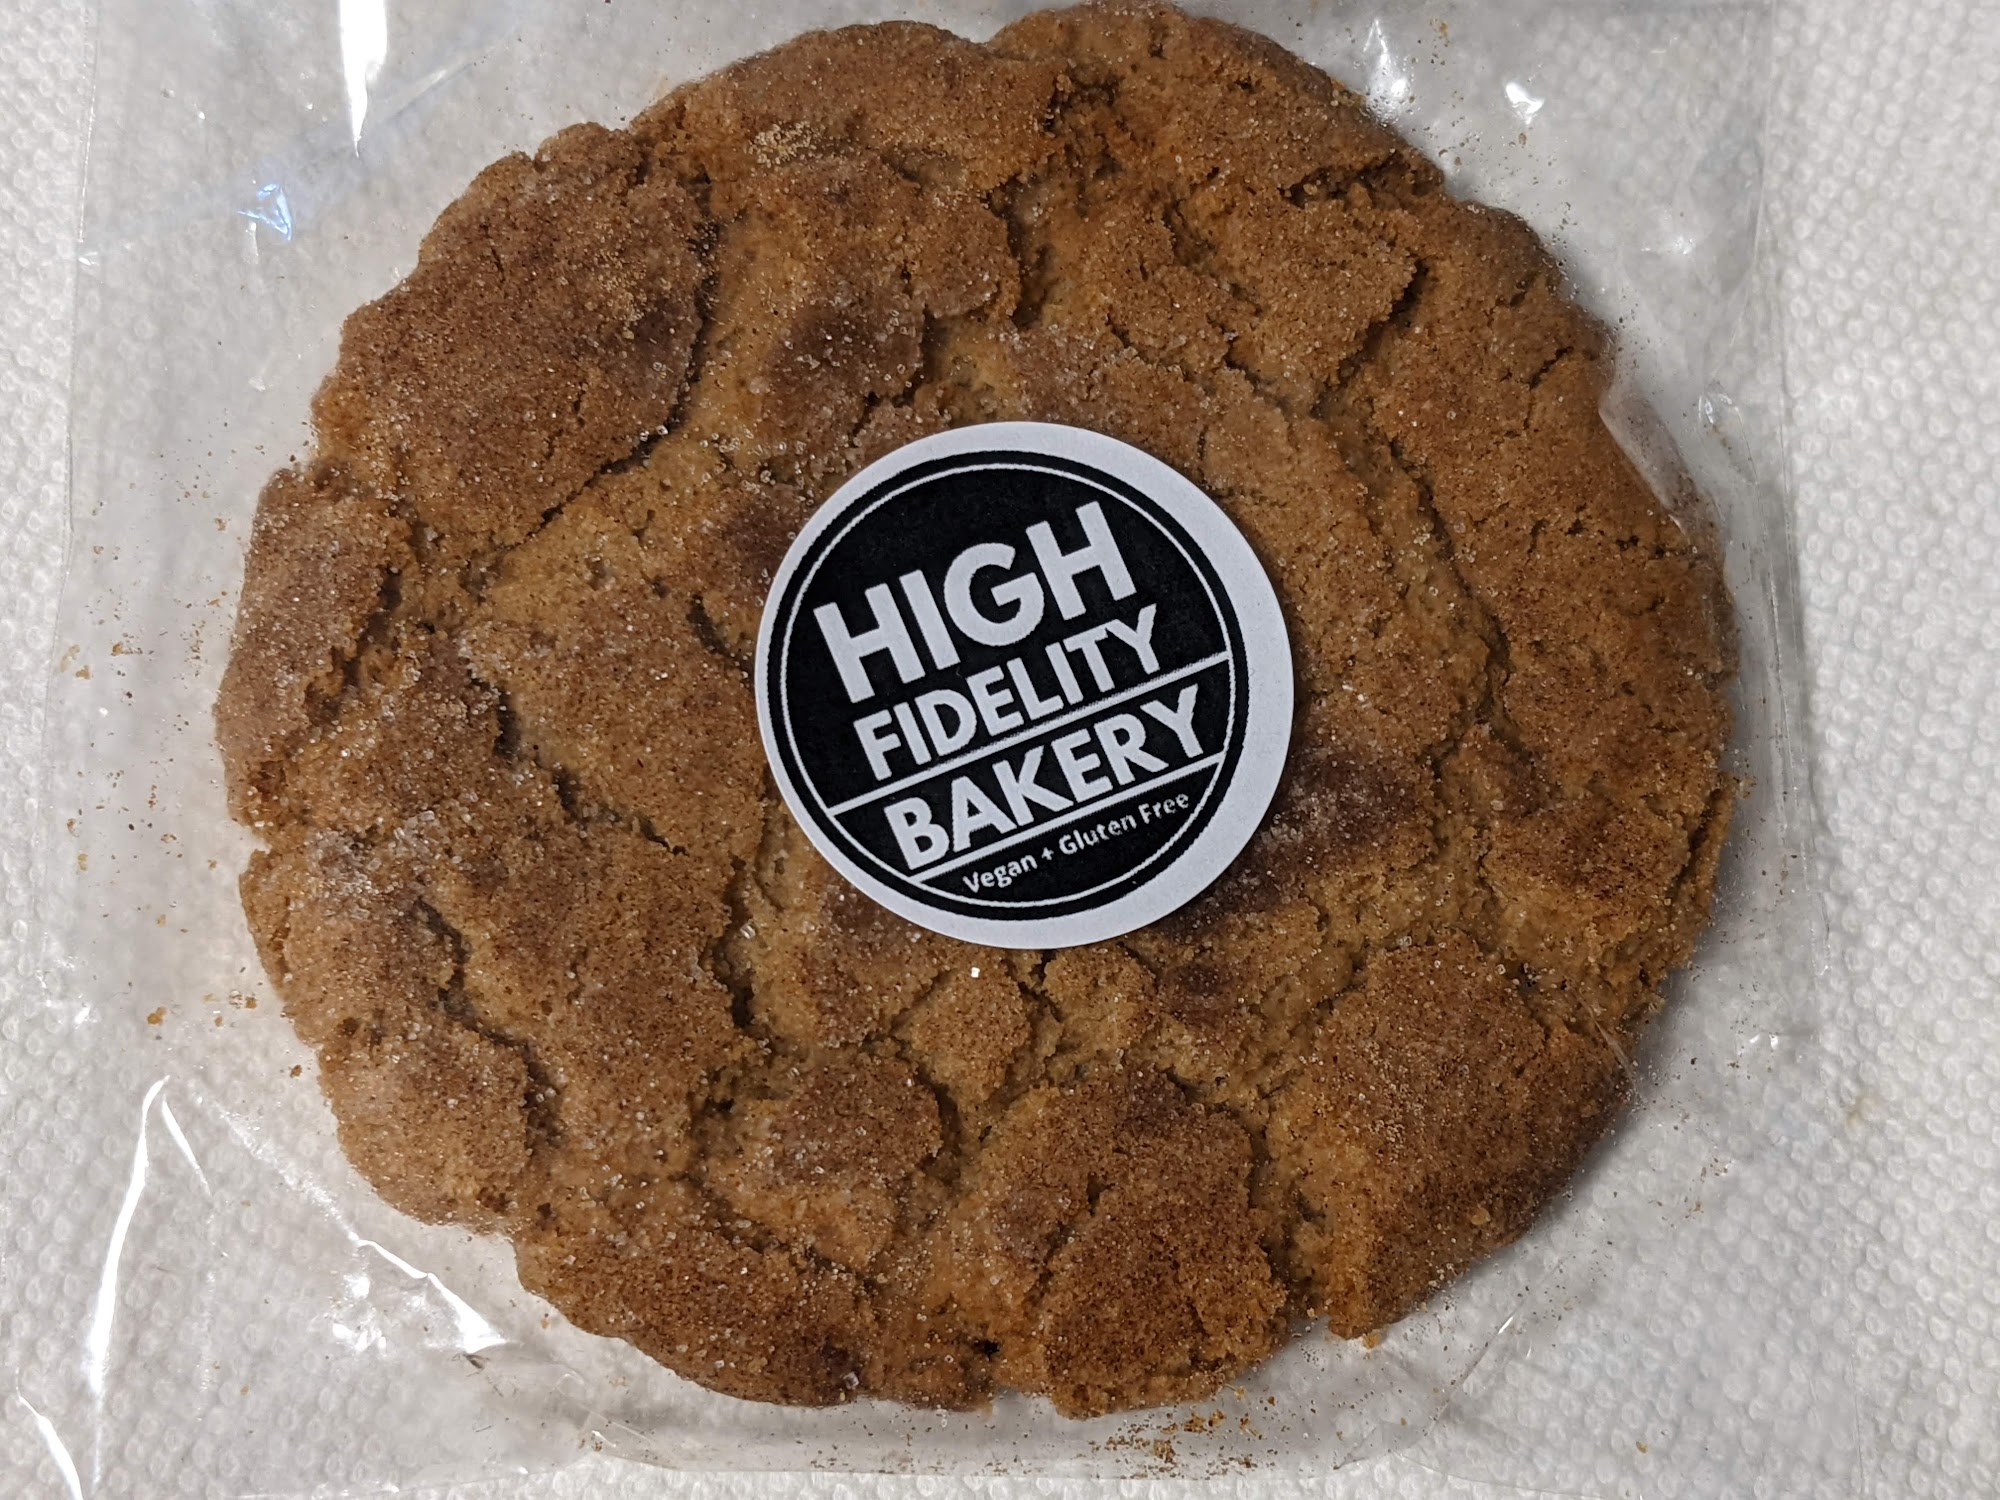 HIGH
FIDELITY
BAKERY
Vegan + Gluten Free